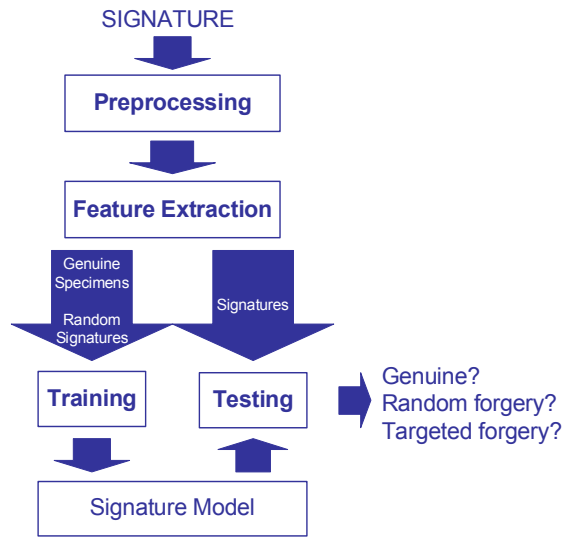 SIGNATURE
Preprocessing
Feature Extraction
Genuine
Specimens
Random
Signatures
Signatures
Training
Testing
Genuine?
Random forgery?
Targeted forgery?
Signature Model